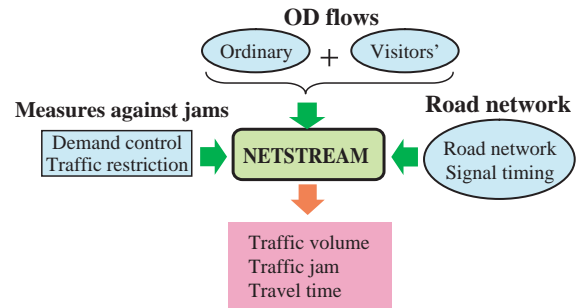 OD flows
Ordinary + Visitors’
Measures against jams
Demand control
Traffic restriction
NETSTREAM
Road network
Road network
Signal timing
Traffic volume
Traffic jam
Travel time